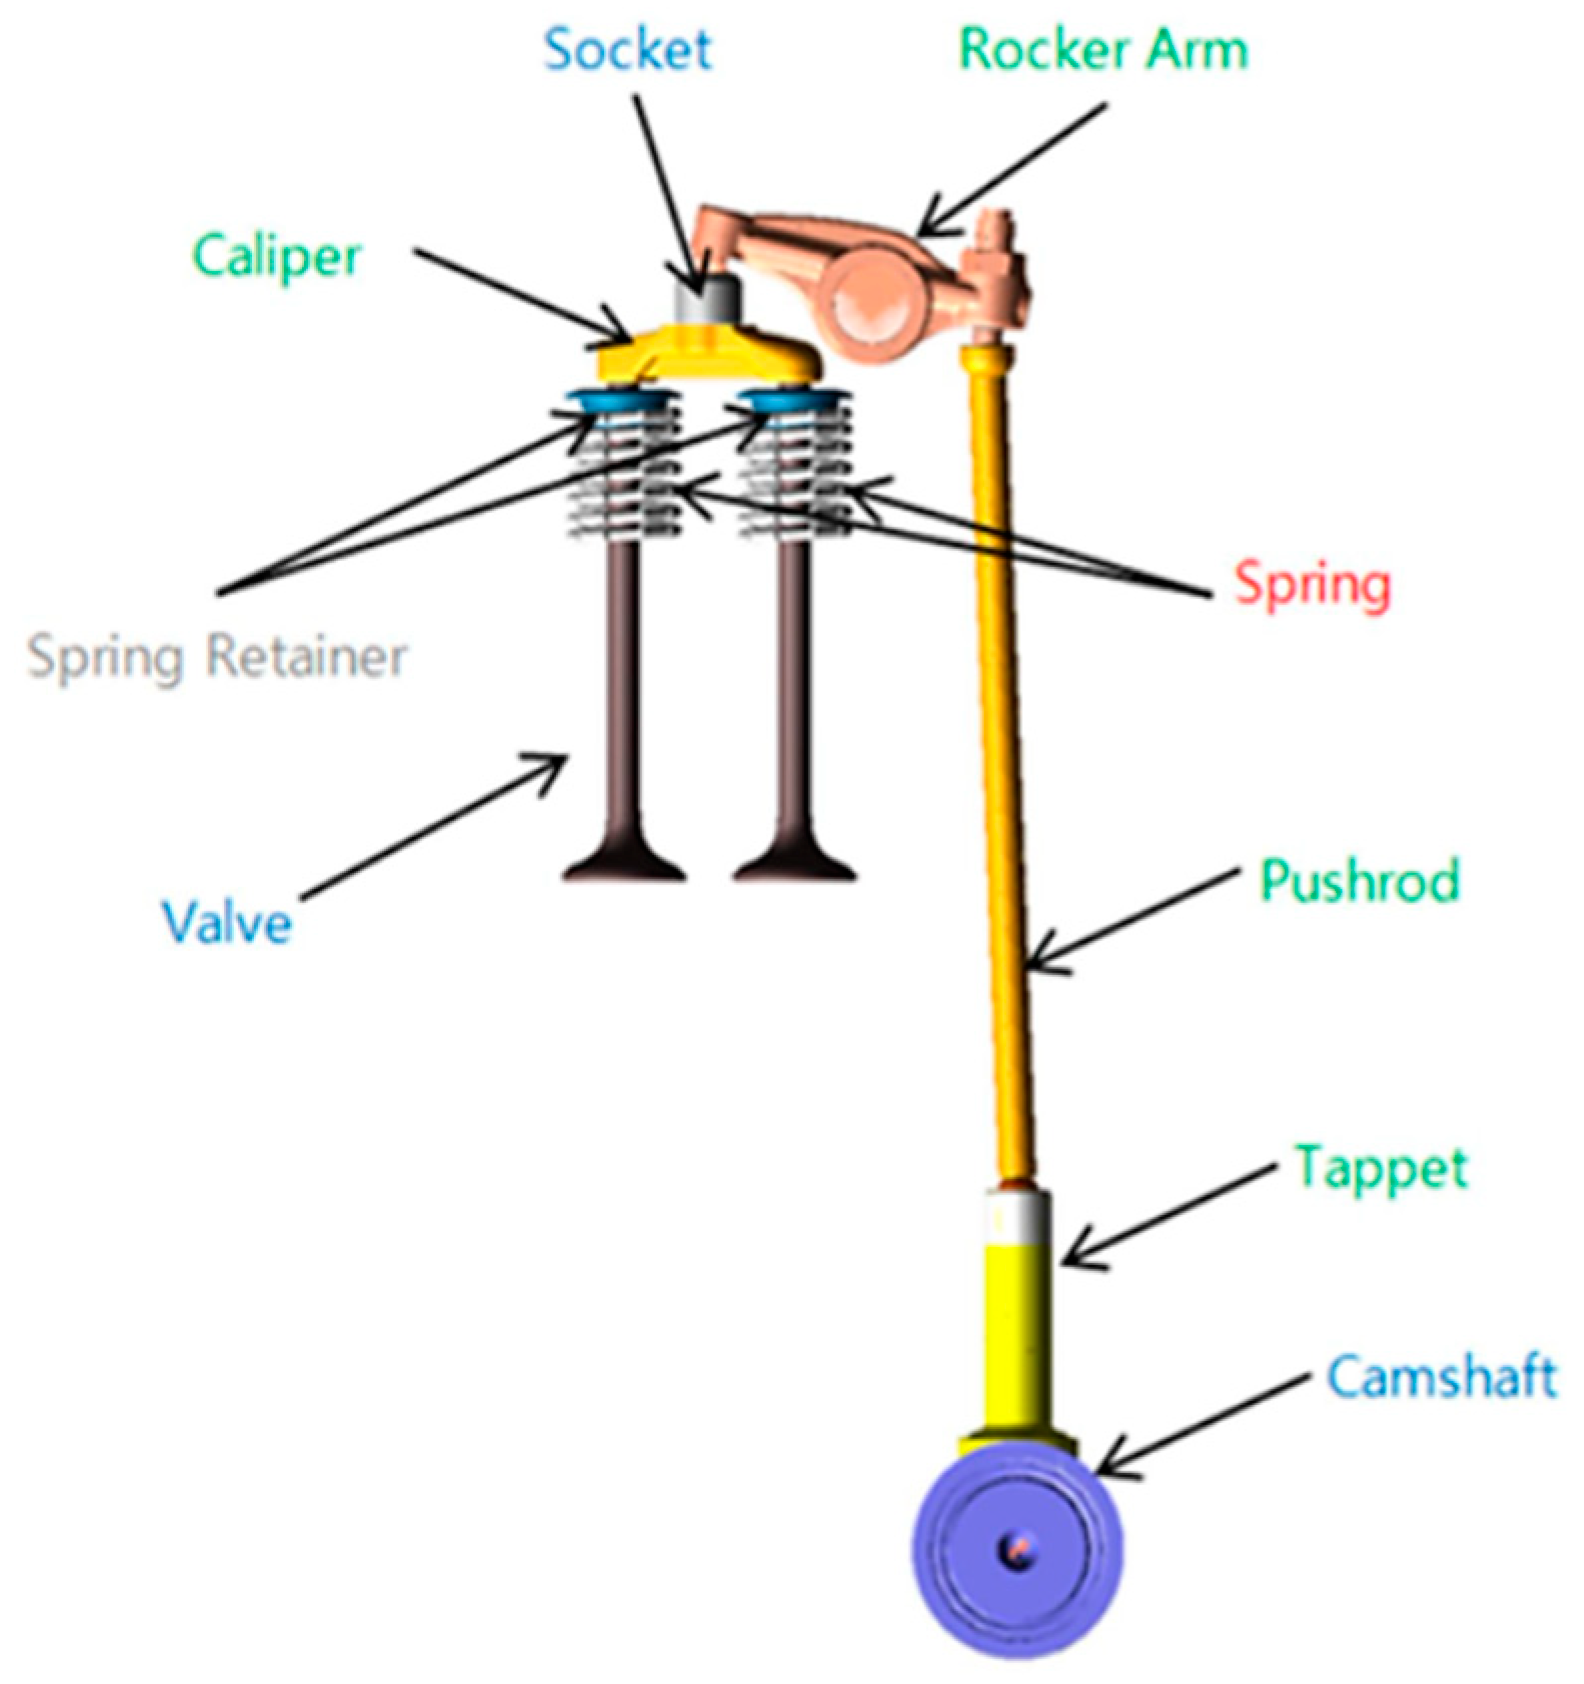 Socket
Rocker Arm
Caliper
Spring
Spring Retainer
Pushrod
Valve
Tappet
Camshaft